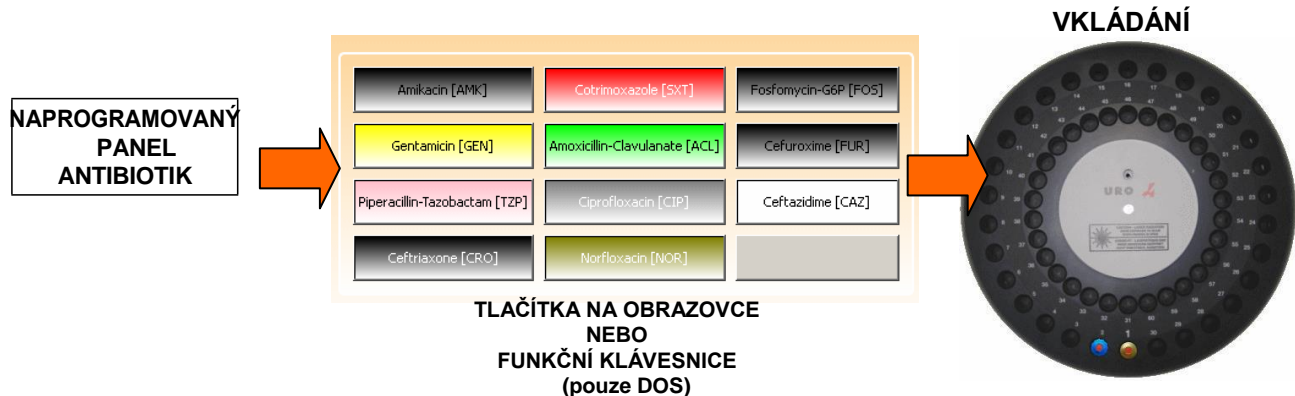 VKLÁDÁNÍ
NAPROGRAMOVANÝ
PANEL
ANTIBIOTIK
Amikacin [AMK]
Cotrimoxazole [SXT]
Fosfomycin-G6P [FOS]
Gentamicin [GEN]
Amoxicillin-Clavulanate [ACL]
Cefuroxime [FUR]
Piperacillin-Tazobactam [TZP]
Ciprofloxacin [CIP]
Ceftazidime [CAZ]
Ceftriaxone [CRO]
Norfloxacin [NOR]
URO 4
TLAČÍTKA NA OBRAZOVCE
NEBO
FUNKČNÍ KLÁVESNICE
(pouze DOS)